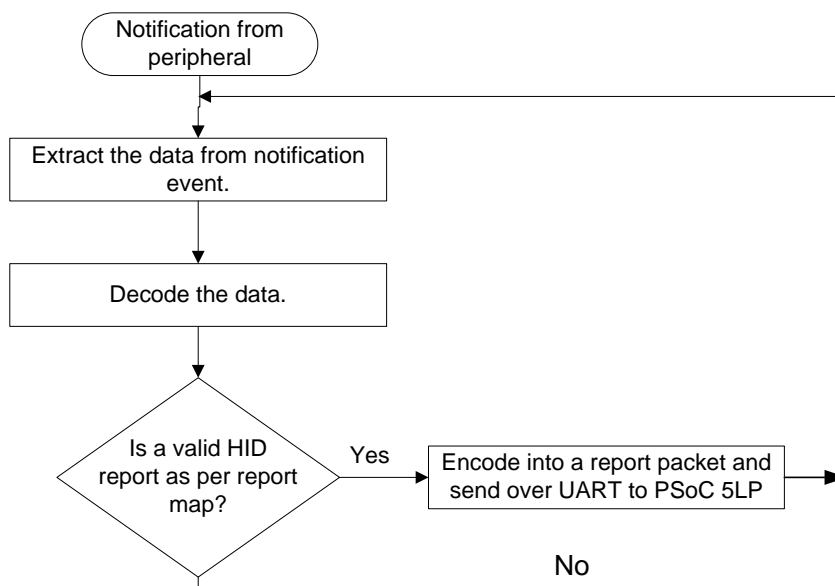 Notification from
peripheral
Extract the data from notification
event.
Decode the data.
Is a valid HID
report as per report
map?
Yes
Encode into a report packet and
send over UART to PSoC 5LP
No